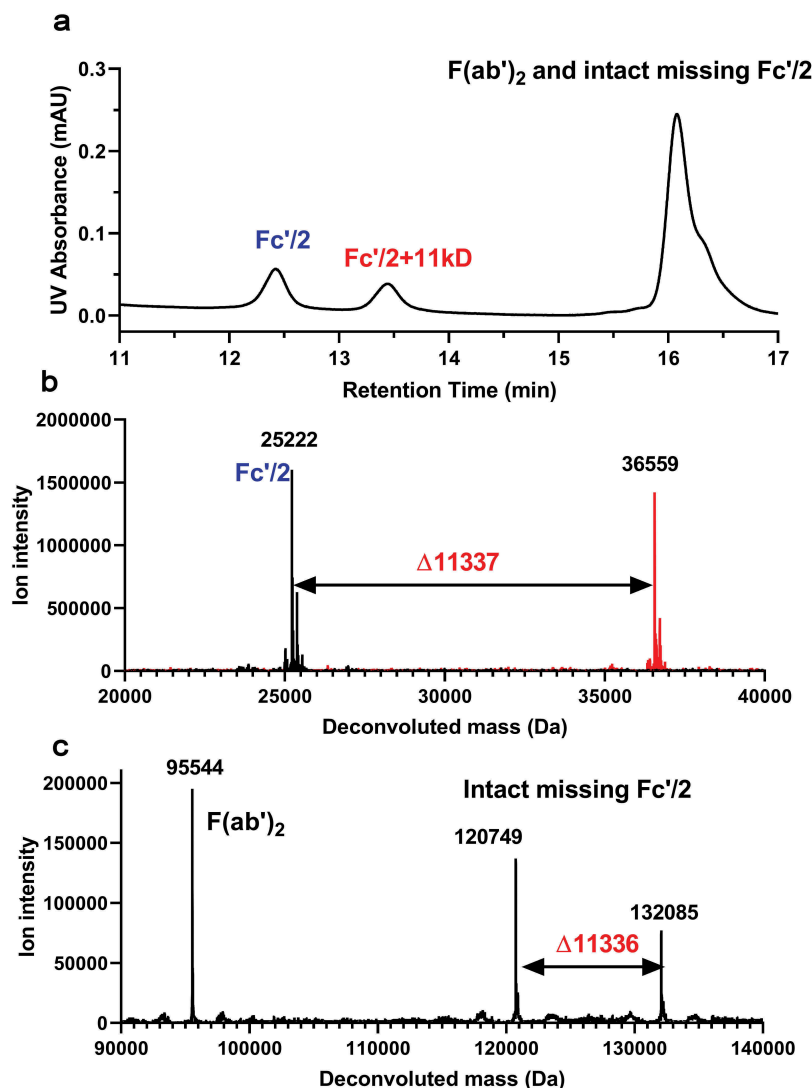 a
F(ab')₂ and intact missing Fc'/2
0.3
0.2
0.1
0.0
UV Absorbance (mAU)
Fc'/2
Fc'/2+11kD
11 12 13 14 15 16 17
Retention Time (min)
b
2000000
1500000
1000000
500000
0
Ion intensity
25222
Fc'/2
36559
Δ11337
20000 25000 30000 35000 40000
Deconvoluted mass (Da)
c
200000
150000
100000
50000
0
Ion intensity
95544
F(ab')₂
Intact missing Fc'/2
120749
132085
Δ11336
90000 100000 110000 120000 130000 140000
Deconvoluted mass (Da)